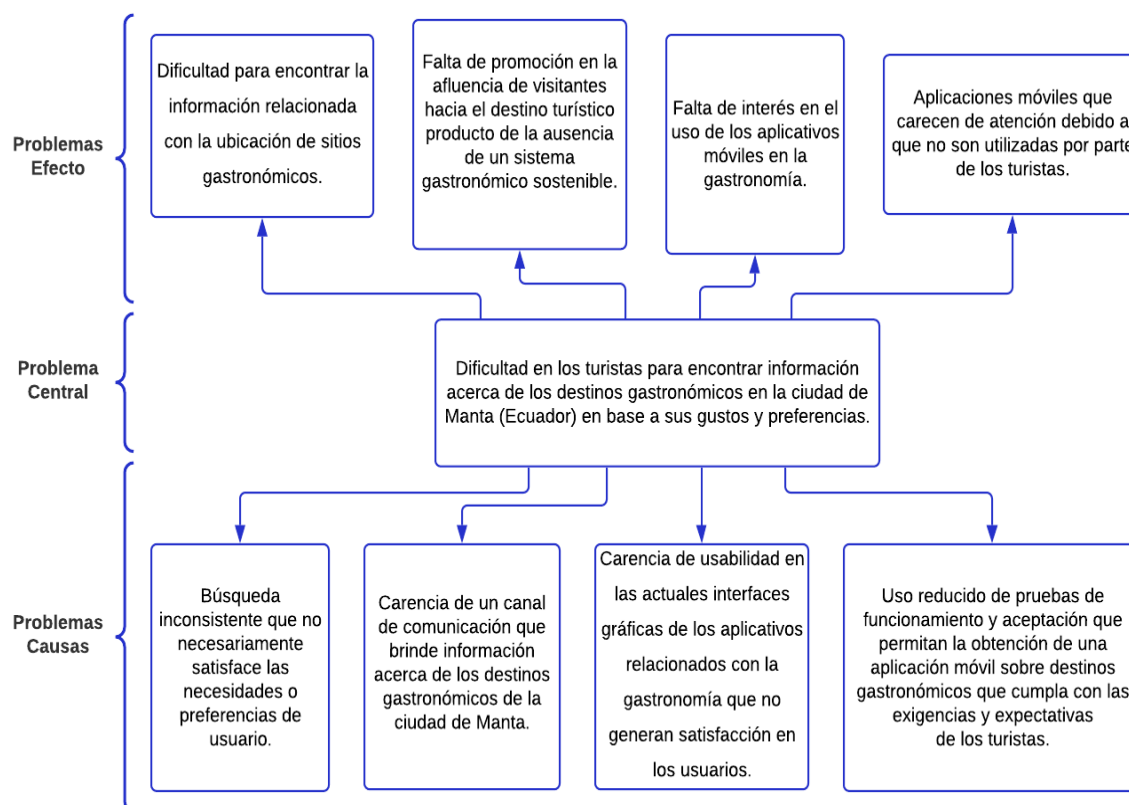 Problemas
Efecto
Dificultad para encontrar la
información relacionada
con la ubicación de sitios
gastronómicos.
Falta de promoción en la
afluencia de visitantes
hacia el destino turístico
producto de la ausencia
de un sistema
gastronómico sostenible.
Falta de interés en el
uso de los aplicativos
móviles en la
gastronomía.
Aplicaciones móviles que
carecen de atención debido a
que no son utilizadas por parte
de los turistas.
Problema
Central
Dificultad en los turistas para encontrar información
acerca de los destinos gastronómicos en la ciudad de
Manta (Ecuador) en base a sus gustos y preferencias.
Problemas
Causas
Búsqueda
inconsistente que no
necesariamente
satisface las
necesidades o
preferencias de
usuario.
Carencia de un canal
de comunicación que
brinde información
acerca de los destinos
gastronómicos de la
ciudad de Manta.
Carencia de usabilidad en
las actuales interfaces
gráficas de los aplicativos
relacionados con la
gastronomía que no
generan satisfacción en
los usuarios.
Uso reducido de pruebas de
funcionamiento y aceptación que
permitan la obtención de una
aplicación móvil sobre destinos
gastronómicos que cumpla con las
exigencias y expectativas
de los turistas.